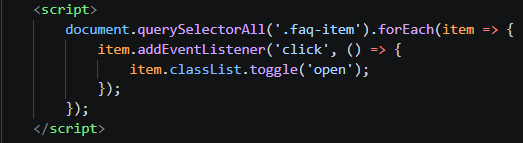 <script>
document.querySelectorAll('.faq-item').forEach(item => {
item.addEventListener('click', () => {
item.classList.toggle('open');
});
});
</script>